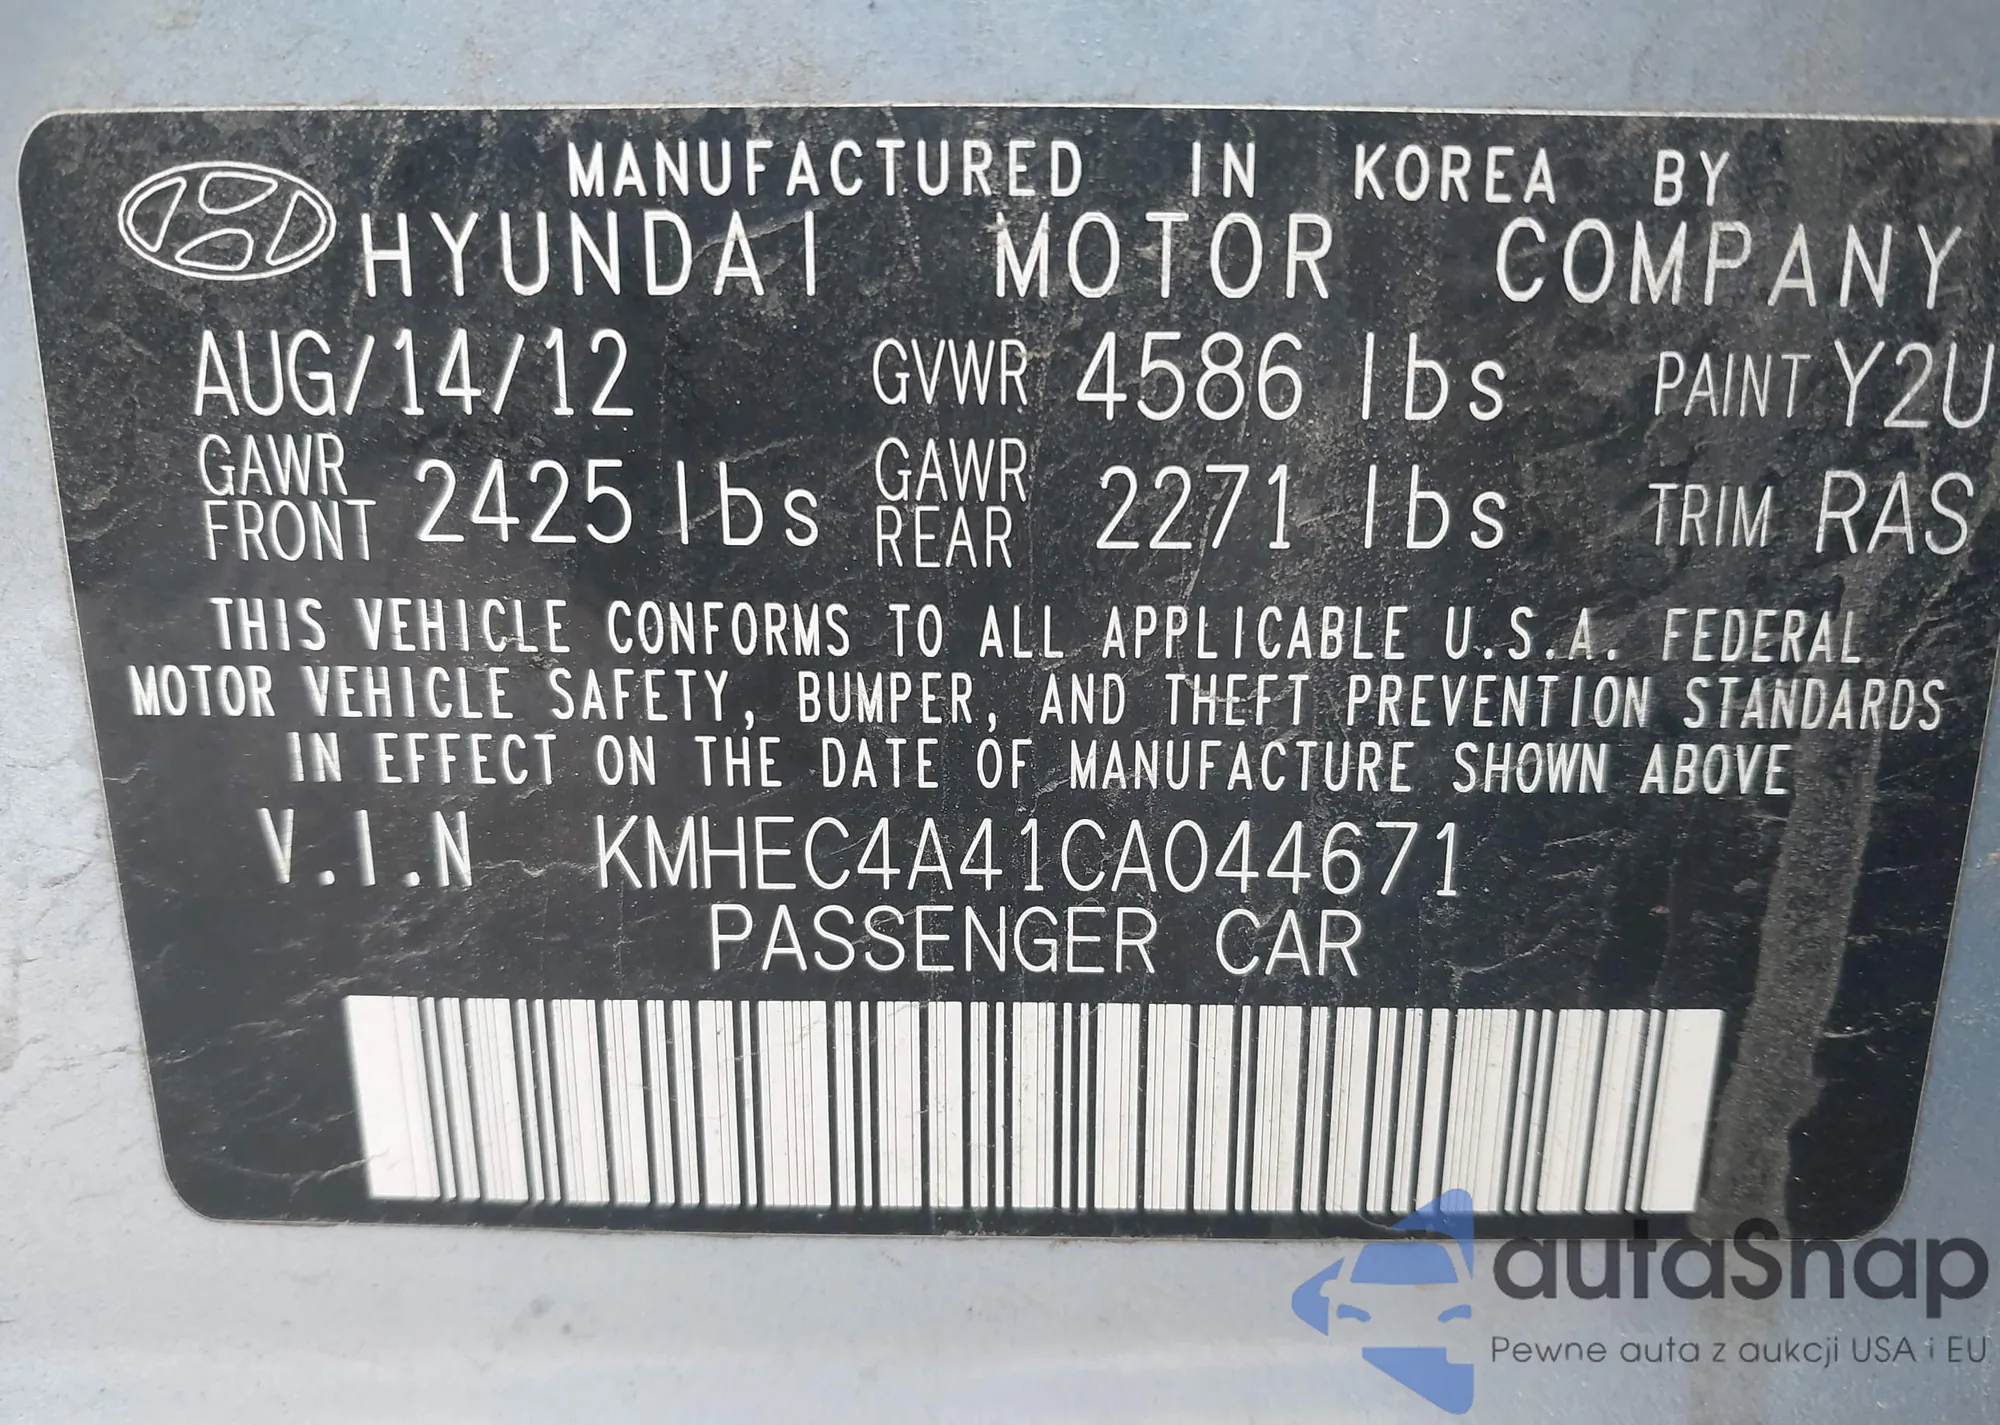 MANUFACTURED IN KOREA BY
HYUNDAI MOTOR COMPANY
AUG/14/12 GVWR 4586 lbs PAINT Y2U
GAWR FRONT 2425 lbs GAWR REAR 2271 lbs TRIM RAS
THIS VEHICLE CONFORMS TO ALL APPLICABLE U.S.A. FEDERAL
MOTOR VEHICLE SAFETY, BUMPER, AND THEFT PREVENTION STANDARDS
IN EFFECT ON THE DATE OF MANUFACTURE SHOWN ABOVE
V.I.N KMHEC4A41CA044671
PASSENGER CAR
autaSnap
Pewne auta z aukcji USA i EU